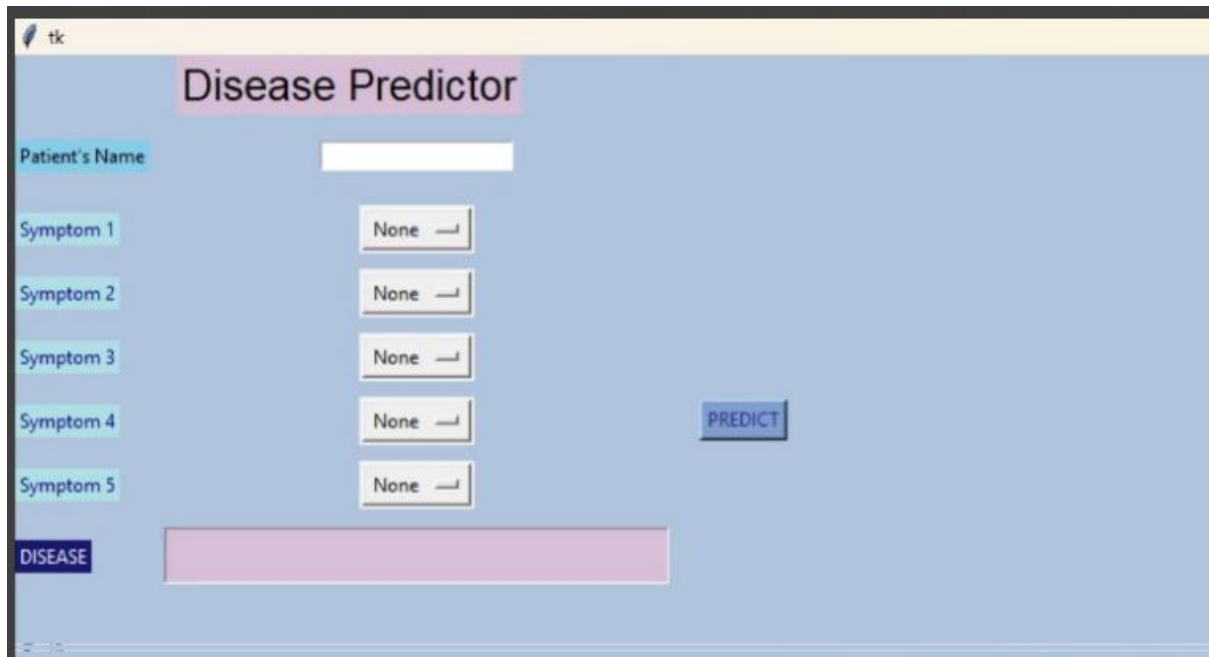 tk
Disease Predictor
Patient's Name
Symptom 1 None
Symptom 2 None
Symptom 3 None
Symptom 4 None PREDICT
Symptom 5 None
DISEASE